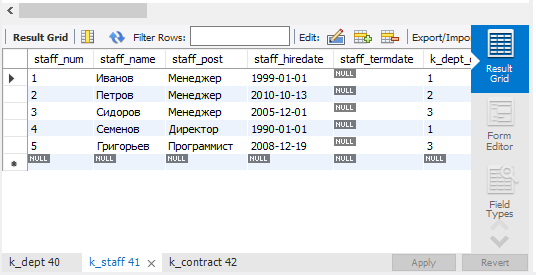 Result Grid Filter Rows: Edit: Export/Impor
staff_num staff_name staff_post staff_hiredate staff_termdate k_dept_
1 Иванов Менеджер 1999-01-01 NULL 1
2 Петров Менеджер 2010-10-13 NULL 2
3 Сидоров Менеджер 2005-12-01 NULL 3
4 Семенов Директор 1990-01-01 NULL 1
5 Григорьев Программист 2008-12-19 NULL 3
NULL NULL NULL NULL NULL NULL
Result
Grid
Form
Editor
Field
Types
k_dept 40 k_staff 41 k_contract 42 Apply Revert